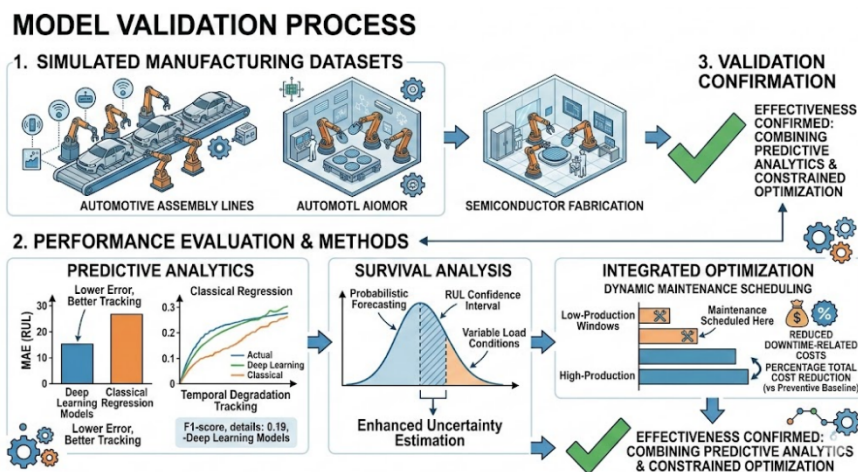 MODEL VALIDATION PROCESS
1. SIMULATED MANUFACTURING DATASETS
AUTOMOTIVE ASSEMBLY LINES
AUTOMOTL AIOMOR
SEMICONDUCTOR FABRICATION
3. VALIDATION
CONFIRMATION
EFFECTIVENESS
CONFIRMED:
COMBINING
PREDICTIVE
ANALYTICS &
CONSTRAINED
OPTIMIZATION
2. PERFORMANCE EVALUATION & METHODS
PREDICTIVE ANALYTICS
Lower Error,
Better Tracking
MAE (RUL)
30
20
10
0
Deep
Learning
Models
Classical
Regression
Lower Error,
Better Tracking
Classical Regression
0.3
0.2
0.1
0
Actual
Deep Learning
Classical
Temporal Degradation
Tracking
F1-score, details: 0.19,
-Deep Learning Models
SURVIVAL ANALYSIS
Probabilistic
Forecasting
RUL Confidence
Interval
Variable Load
Conditions
Enhanced Uncertainty
Estimation
INTEGRATED OPTIMIZATION
DYNAMIC MAINTENANCE SCHEDULING
Low-Production
Windows
High-Production
Maintenance
Scheduled Here
$
%
REDUCED
DOWNTIME-RELATED
COSTS
PERCENTAGE TOTAL
COST REDUCTION
(vs Preventive Baseline)
EFFECTIVENESS CONFIRMED:
COMBINING PREDICTIVE ANALYTICS
& CONSTRAINED OPTIMIZATION